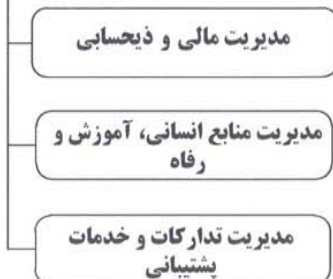 مدیریت مالی و ذیحسابی
مدیریت منابع انسانی، آموزش و
رفاه
مدیریت تدارکات و خدمات
پشتیبانی